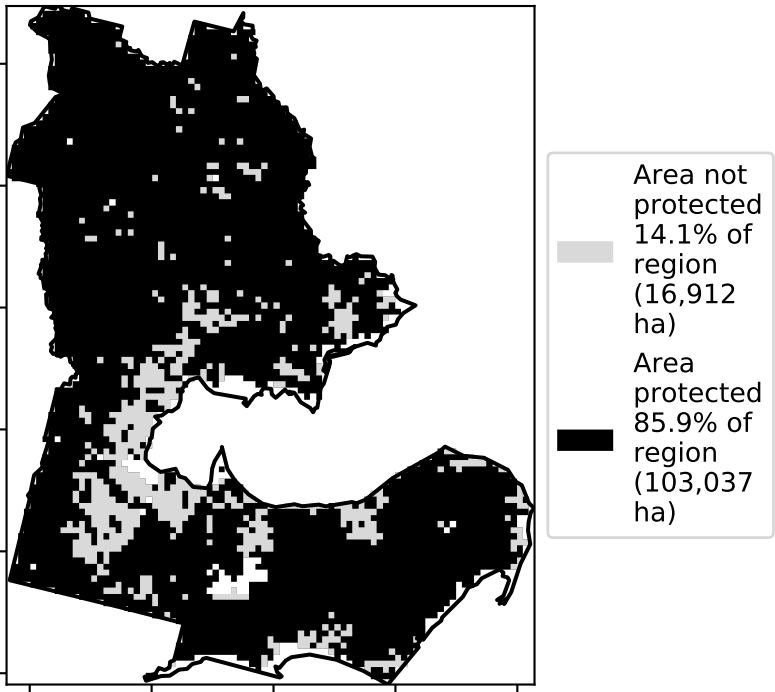 Area not
protected
14.1% of
region
(16,912
ha)
Area
protected
85.9% of
region
(103,037
ha)